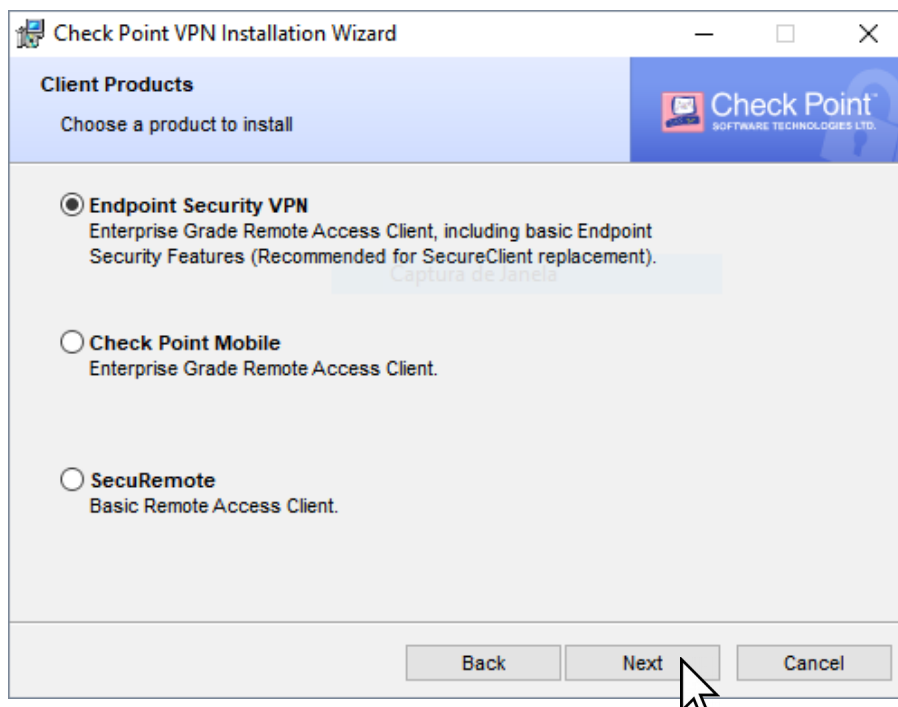 Check Point VPN Installation Wizard
Client Products
Choose a product to install
Check Point™
SOFTWARE TECHNOLOGIES LTD.
Endpoint Security VPN
Enterprise Grade Remote Access Client, including basic Endpoint
Security Features (Recommended for SecureClient replacement).
Captura de Janela
Check Point Mobile
Enterprise Grade Remote Access Client.
SecuRemote
Basic Remote Access Client.
Back
Next
Cancel